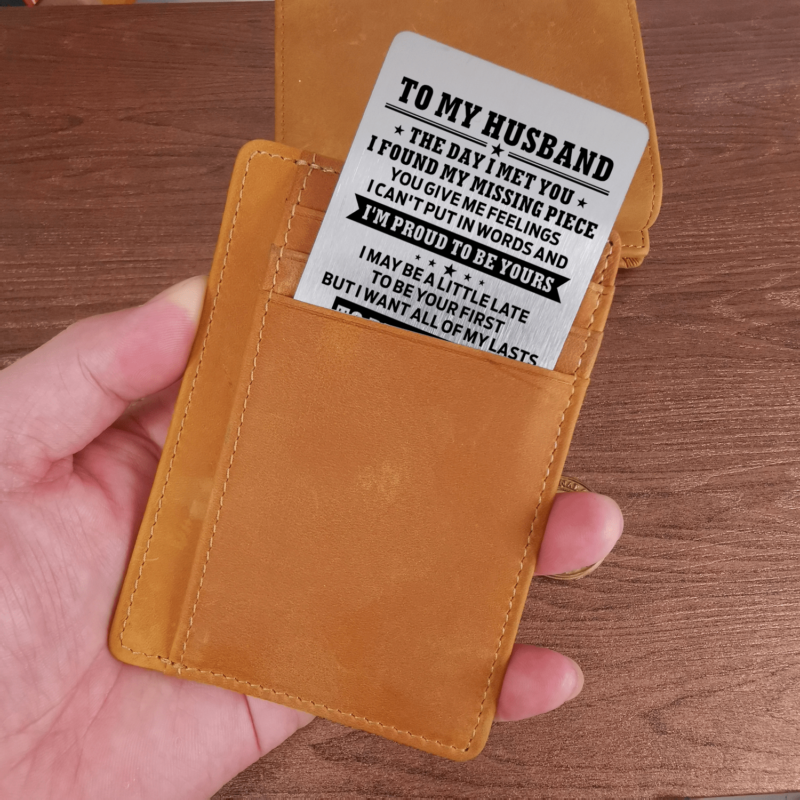 TO MY HUSBAND
THE DAY I MET YOU
I FOUND MY MISSING PIECE
YOU GIVE ME FEELINGS
I CAN'T PUT IN WORDS AND
I'M PROUD TO BE YOURS
I MAY BE A LITTLE LATE
TO BE YOUR FIRST
BUT I WANT ALL OF MY LASTS